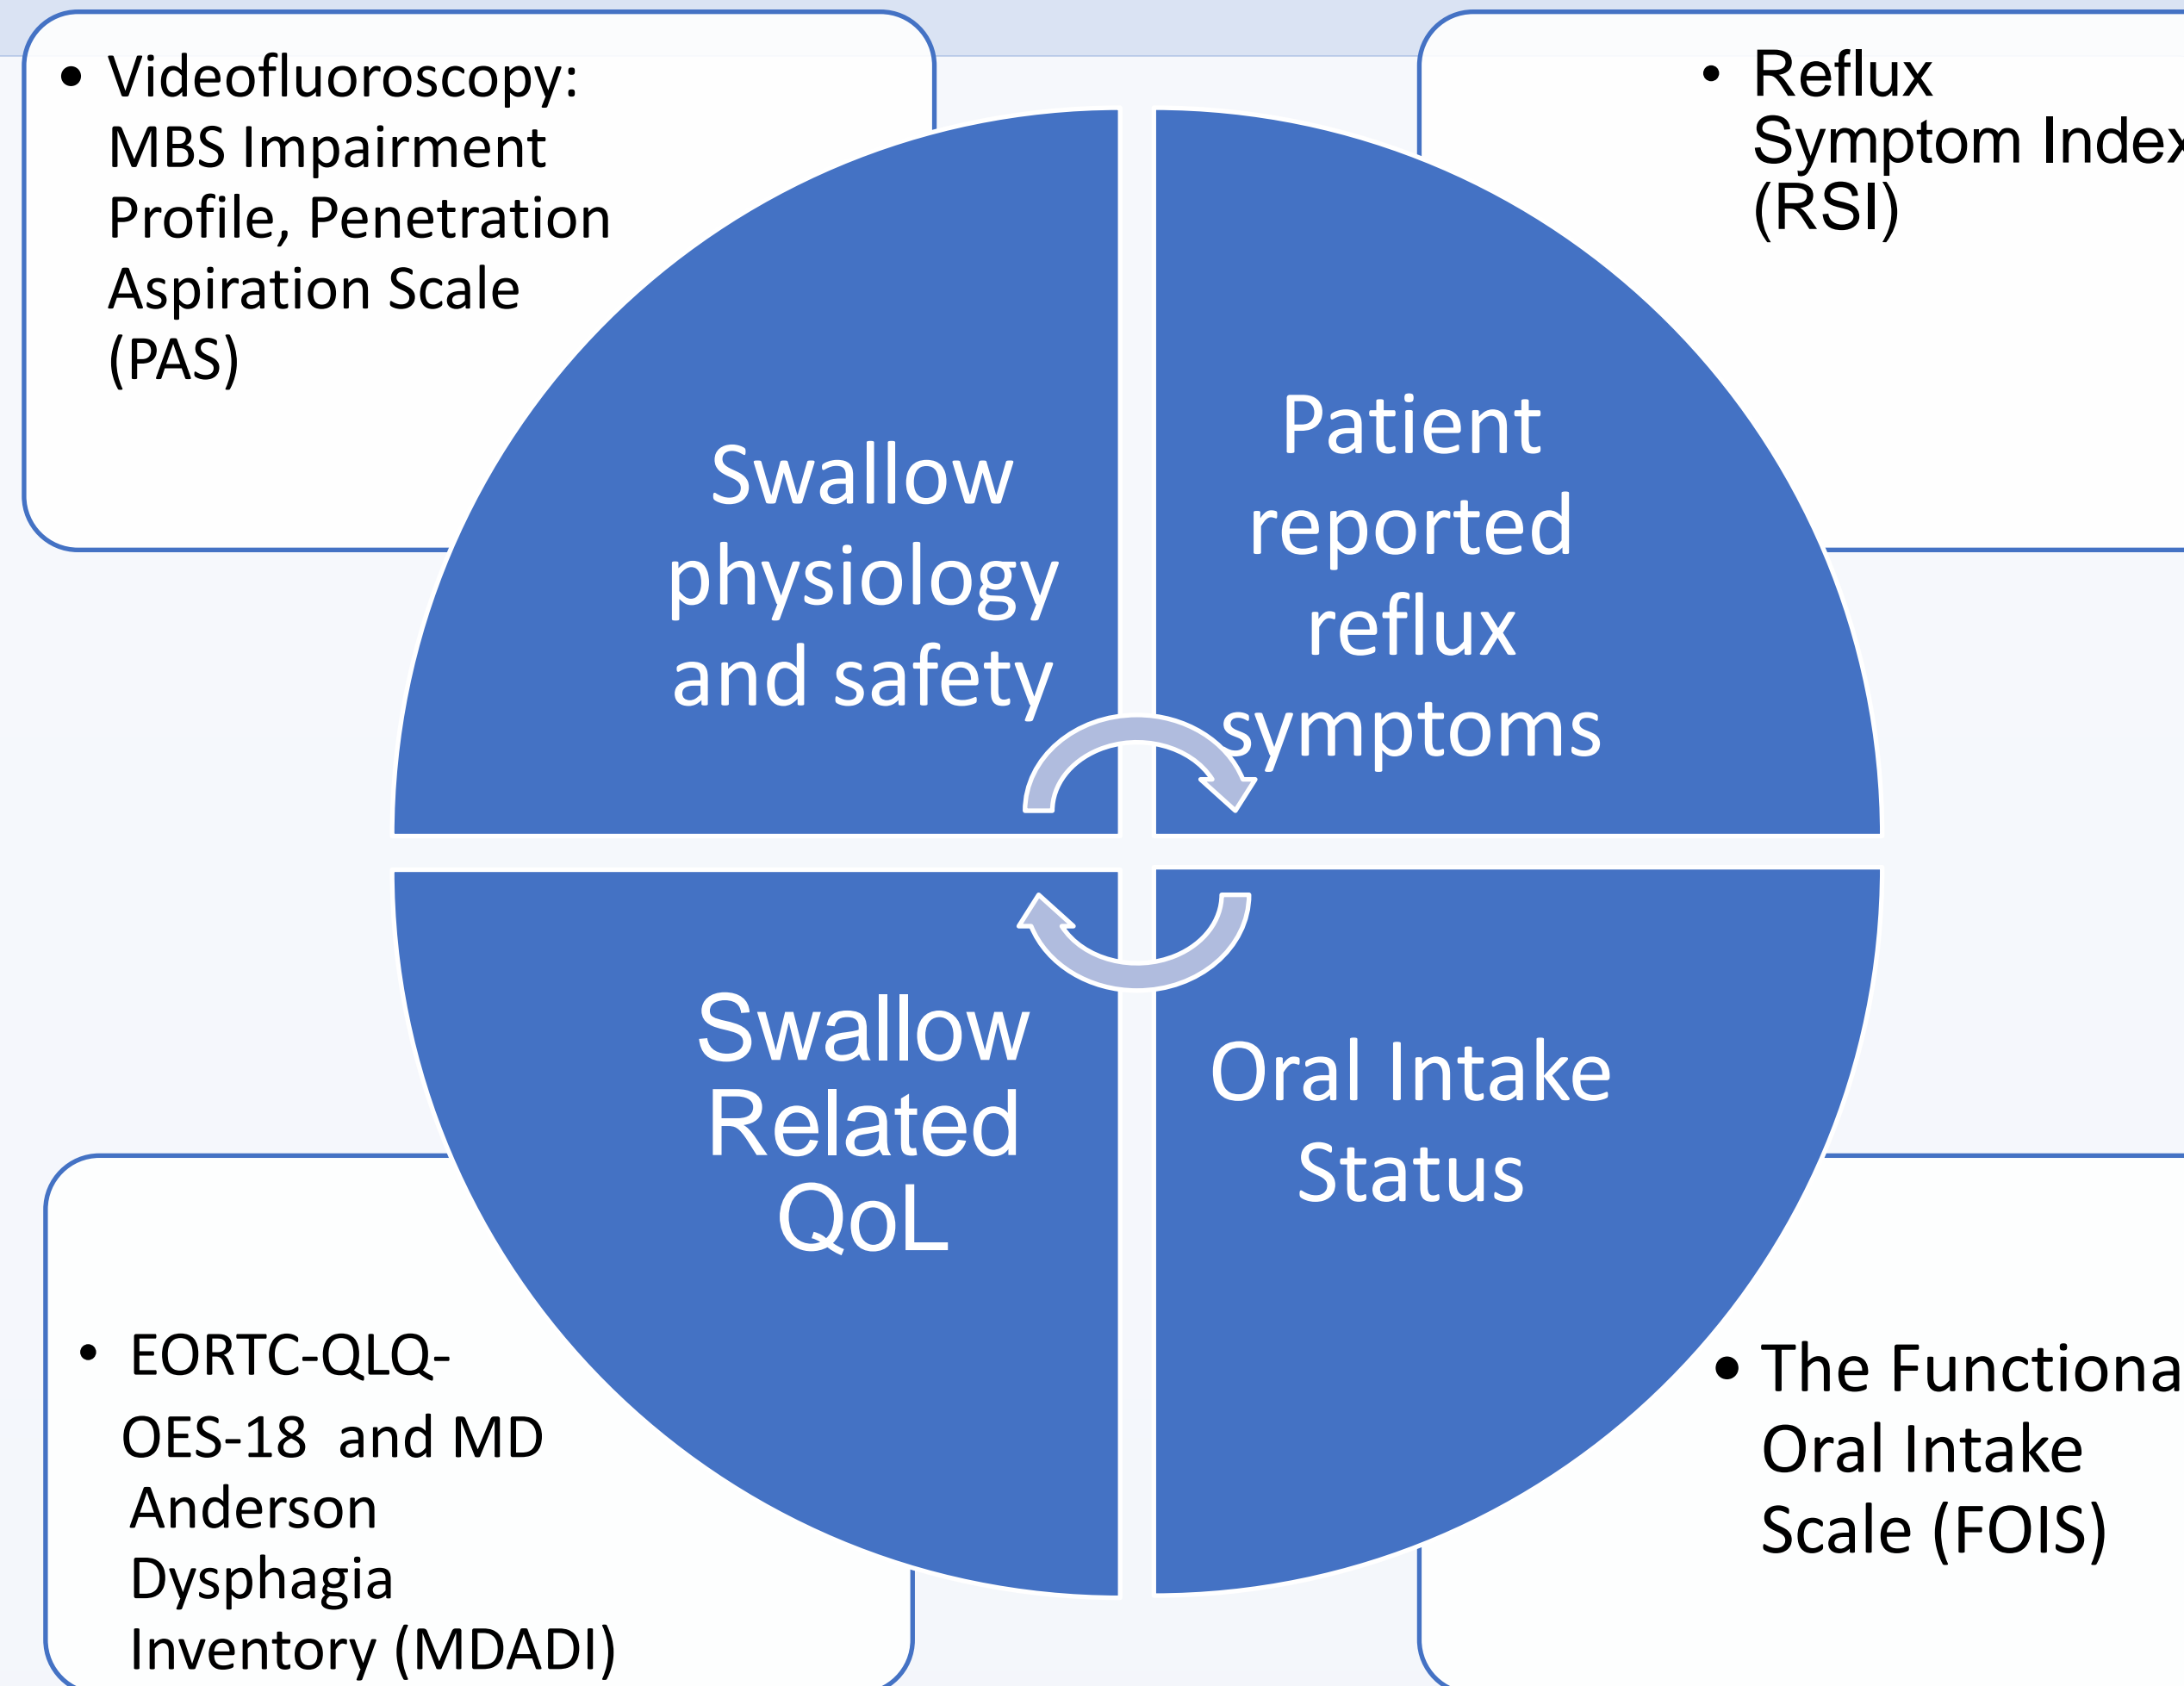 • Videofluoroscopy:
MBS Impairment
Profile, Penetration
Aspiration Scale
(PAS)
• Reflux
Symptom Index
(RSI)
Swallow
physiology
and safety
Patient
reported
reflux
symptoms
Swallow
Related
QoL
Oral Intake
Status
• EORTC-QLQ-
OES-18 and MD
Anderson
Dysphagia
Inventory (MDADI)
• The Functiona
Oral Intake
Scale (FOIS)